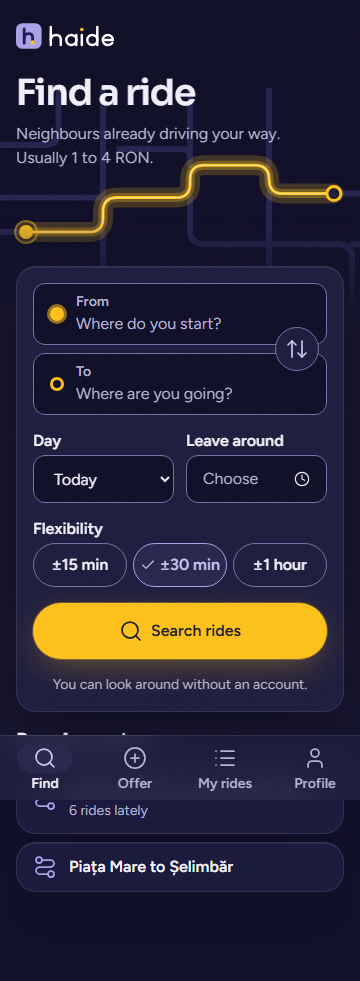 haide
Find a ride
Neighbours already driving your way.
Usually 1 to 4 RON.
From
Where do you start?
To
Where are you going?
Day
Leave around
Today
Choose
Flexibility
±15 min
±30 min
±1 hour
Search rides
You can look around without an account.
Find
Offer
My rides
Profile
6 rides lately
Piața Mare to Șelimbăr